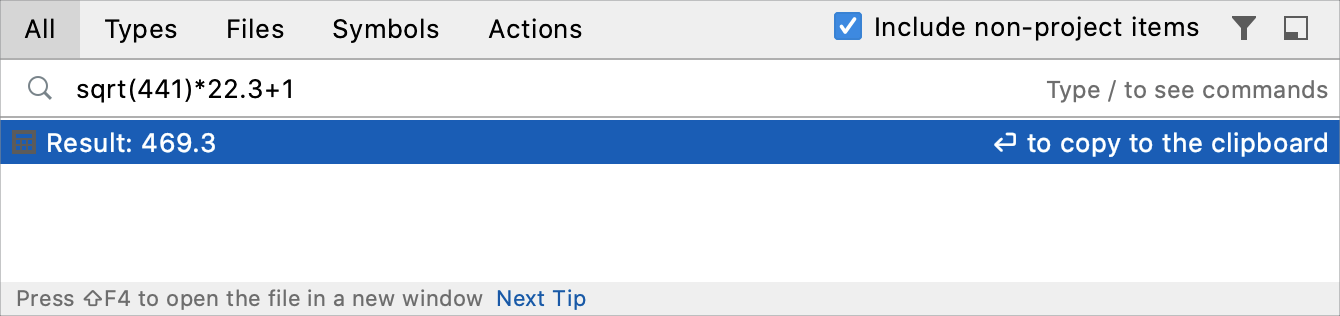 All Types Files Symbols Actions Include non-project items
sqrt(441)*22.3+1 Type / to see commands
Result: 469.3 ↵ to copy to the clipboard
Press ⇧F4 to open the file in a new window Next Tip